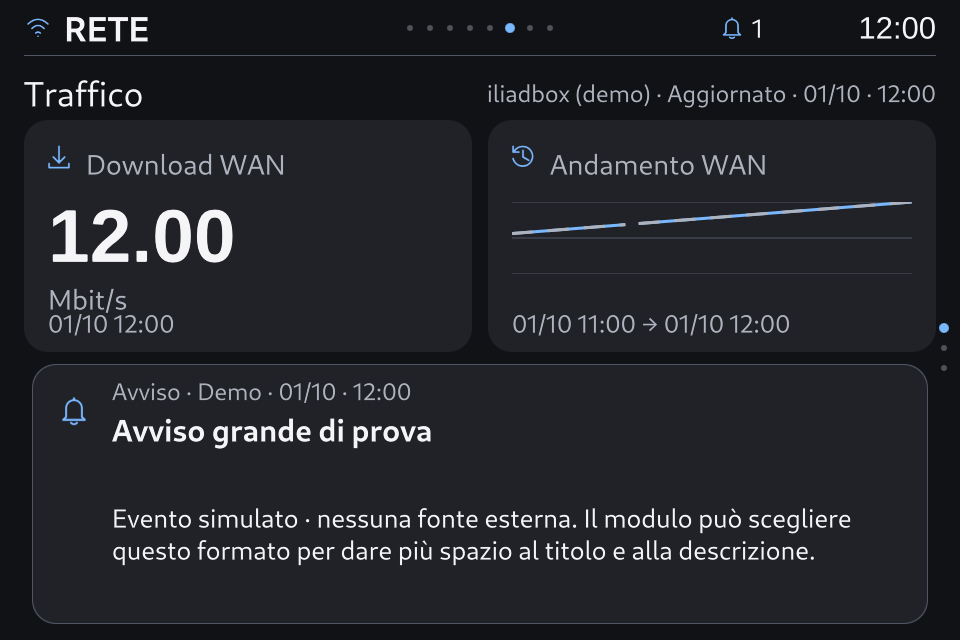 RETE
1
12:00
Traffico
iliadbox (demo) · Aggiornato · 01/10 · 12:00
Download WAN
12.00
Mbit/s
01/10 12:00
Andamento WAN
01/10 11:00 → 01/10 12:00
Avviso · Demo · 01/10 · 12:00
Avviso grande di prova
Evento simulato · nessuna fonte esterna. Il modulo può scegliere
questo formato per dare più spazio al titolo e alla descrizione.